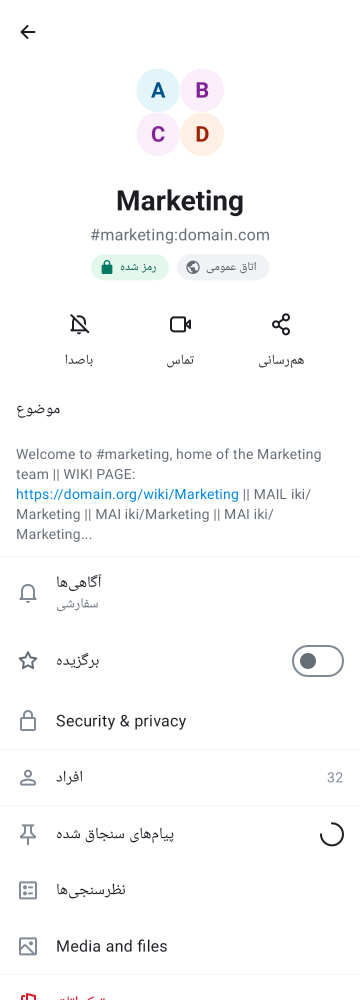 A
B
C
D
Marketing
#marketing:domain.com
رمز شده
اتاق عمومی
باصدا
تماس
هم‌رسانی
موضوع
Welcome to #marketing, home of the Marketing
team || WIKI PAGE:
https://domain.org/wiki/Marketing || MAIL iki/
Marketing || MAI iki/Marketing || MAI iki/
Marketing...
آگاهی‌ها
سفارشی
برگزیده
Security & privacy
افراد
32
پیام‌های سنجاق شده
نظرسنجی‌ها
Media and files